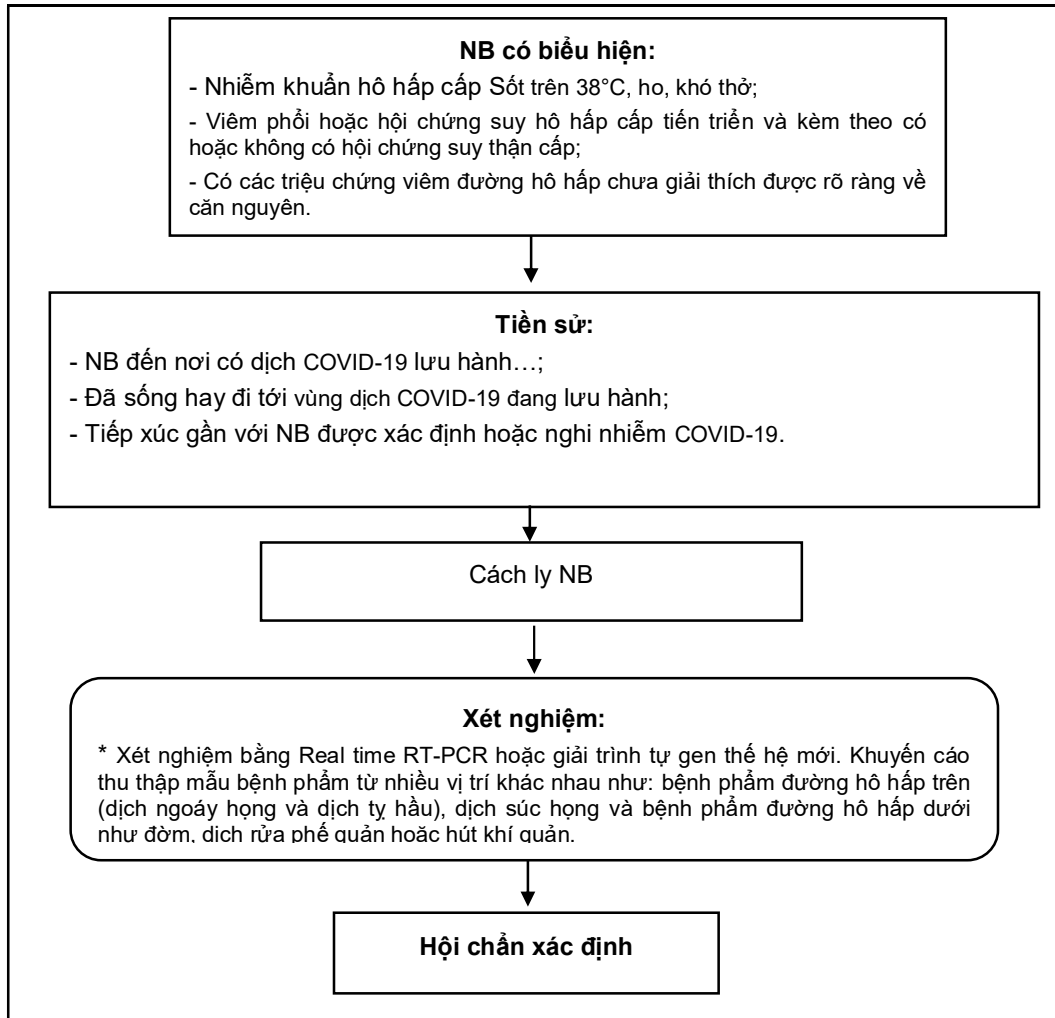 NB có biểu hiện:
- Nhiễm khuẩn hô hấp cấp Sốt trên 38°C, ho, khó thở;
- Viêm phổi hoặc hội chứng suy hô hấp cấp tiến triển và kèm theo có
hoặc không có hội chứng suy thận cấp;
- Có các triệu chứng viêm đường hô hấp chưa giải thích được rõ ràng về
căn nguyên.
Tiền sử:
- NB đến nơi có dịch COVID-19 lưu hành…;
- Đã sống hay đi tới vùng dịch COVID-19 đang lưu hành;
- Tiếp xúc gần với NB được xác định hoặc nghi nhiễm COVID-19.
Cách ly NB
Xét nghiệm:
* Xét nghiệm bằng Real time RT-PCR hoặc giải trình tự gen thế hệ mới. Khuyến cáo
thu thập mẫu bệnh phẩm từ nhiều vị trí khác nhau như: bệnh phẩm đường hô hấp trên
(dịch ngoáy họng và dịch tỵ hầu), dịch súc họng và bệnh phẩm đường hô hấp dưới
như đờm, dịch rửa phế quản hoặc hút khí quản.
Hội chẩn xác định